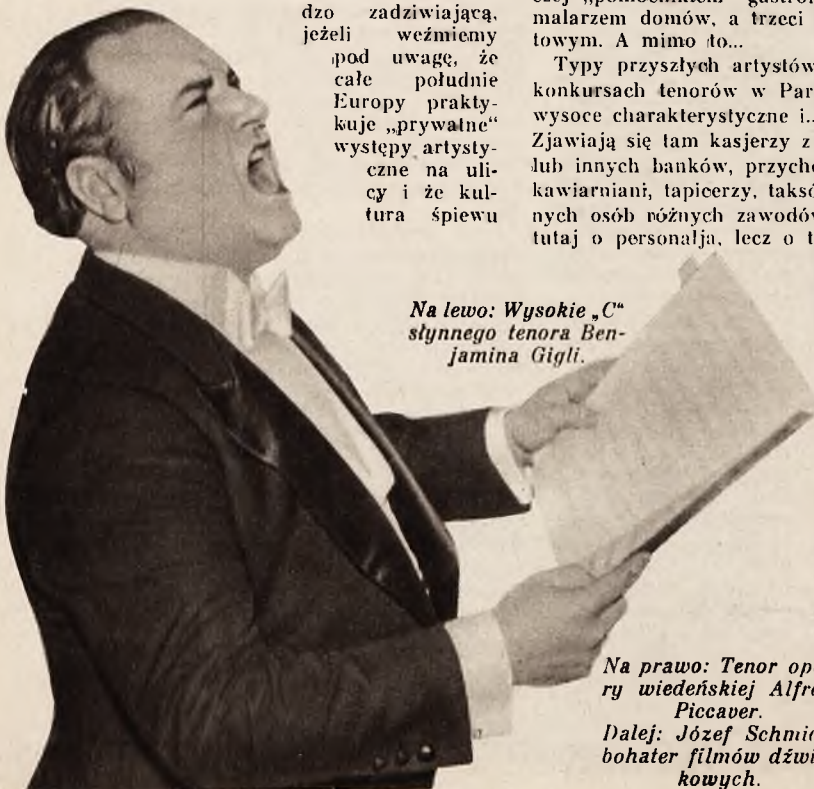 dzo zadziwiającą,
jeżeli weźmiemy
pod uwagę, że
całe południe
Europy prakty-
kuje „prywatne“
występy artysty-
czne na uli-
cy i że kul-
tura śpiewu
malarzem domów, a trzeci
towym. A mimo to...
Typy przyszłych artystów
konkursach tenorów w Par
wysoce charakterystyczne i...
Zjawiają się tam kasjerzy z
lub innych banków, przycho
kawiarniani, tapicerzy, taksó
nych osób różnych zawodów
tutaj o personalja, lecz o t
Na lewo: Wysokie „C“
słynnego tenora Ben-
jamina Gigli.
Na prawo: Tenor ope
ry wiedeńskiej Alfre
Piccaver.
Dalej: Józef Schmid
bohater filmów dźwi
kowych.